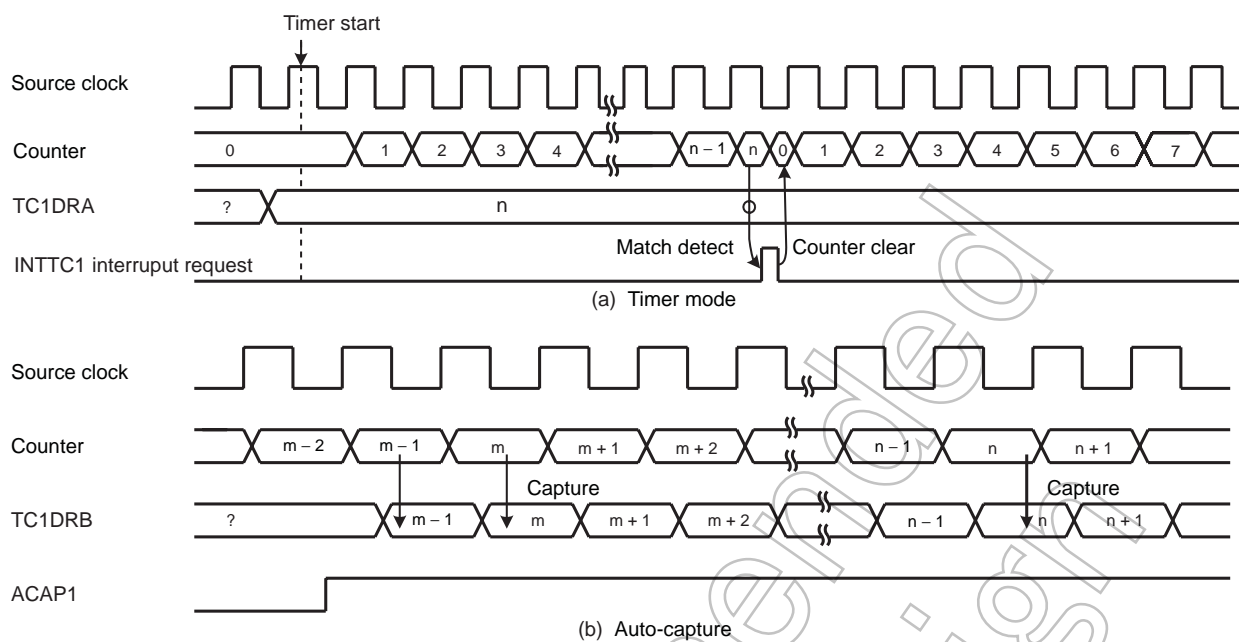 Timer start
Source clock
Counter
0 1 2 3 4 n – 1 n 0 1 2 3 4 5 6 7
TC1DRA
? n
Match detect Counter clear
INTTC1 interruput request
(a) Timer mode
Source clock
Counter
m – 2 m – 1 m m + 1 m + 2 n – 1 n n + 1
Capture Capture
TC1DRB
? m – 1 m m + 1 m + 2 n – 1 n n + 1
ACAP1
(b) Auto-capture